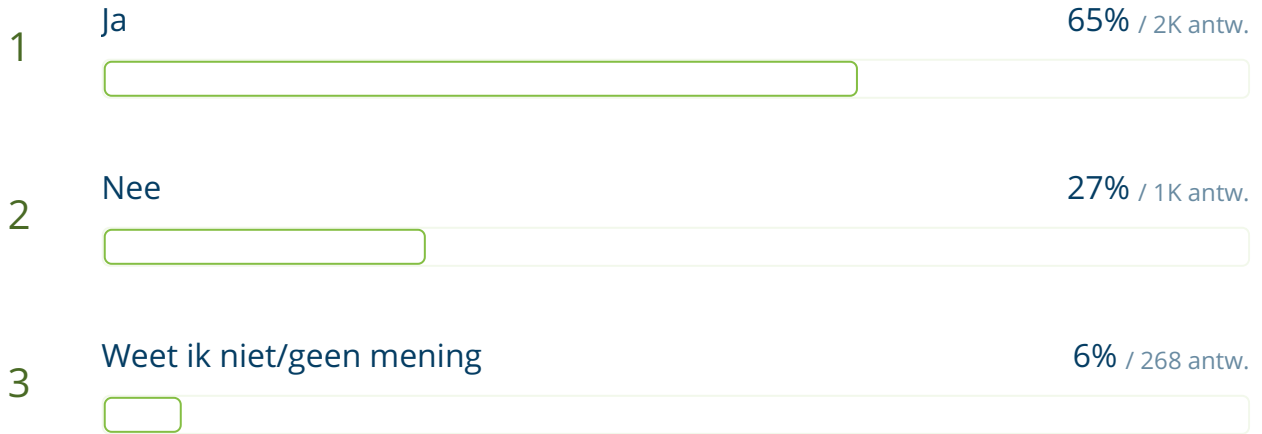 1 Ja 65% / 2K antw.
2 Nee 27% / 1K antw.
3 Weet ik niet/geen mening 6% / 268 antw.